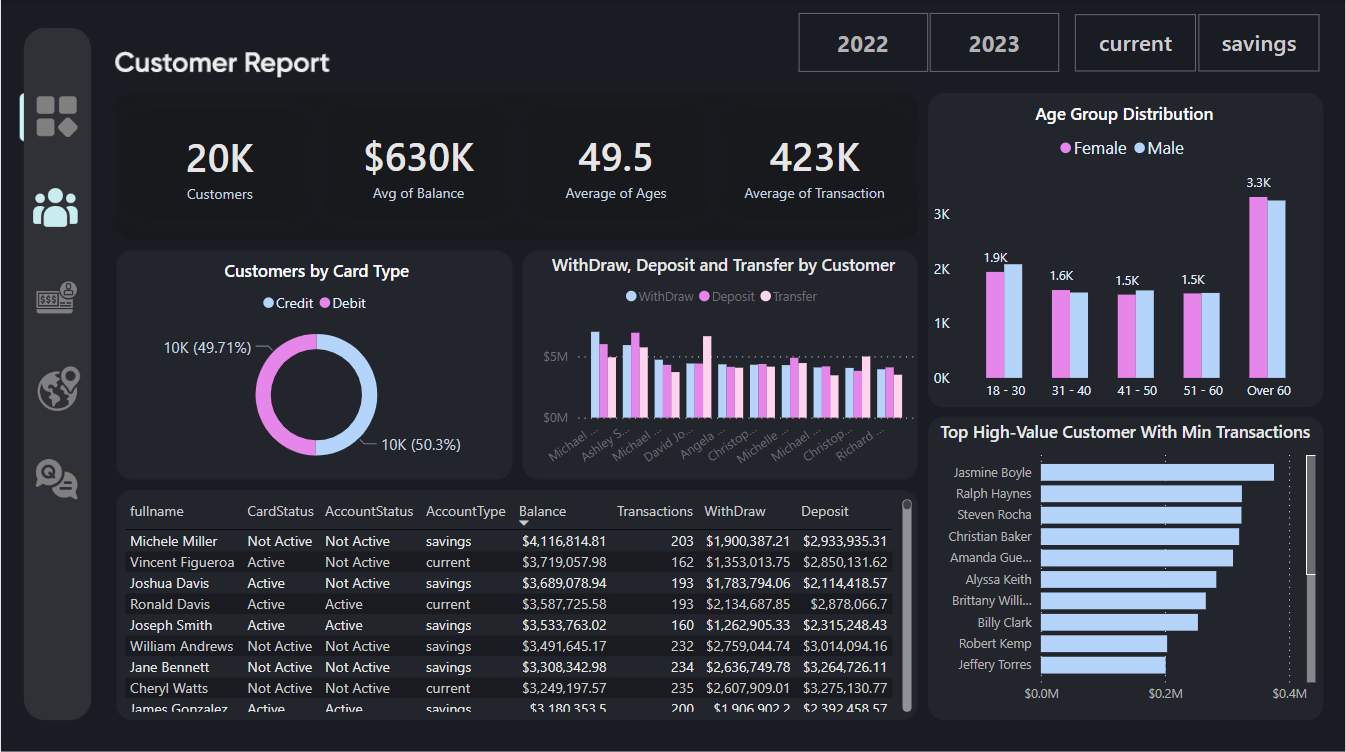 Customer Report
2022
2023
current
savings
20K
Customers
$630K
Avg of Balance
49.5
Average of Ages
423K
Average of Transaction
Age Group Distribution
Female Male
3.3K
3K
2K
1.9K
1.6K
1.5K
1.5K
1K
0K
18 - 30
31 - 40
41 - 50
51 - 60
Over 60
Customers by Card Type
Credit Debit
10K (49.71%)
10K (50.3%)
WithDraw, Deposit and Transfer by Customer
WithDraw Deposit Transfer
$5M
$0M
Michael ...
Ashley S...
Michael ...
David Jo...
Angela ...
Christop...
Michelle ...
Michael ...
Christop...
Richard ...
Top High-Value Customer With Min Transactions
Jasmine Boyle
Ralph Haynes
Steven Rocha
Christian Baker
Amanda Gue...
Alyssa Keith
Brittany Willi...
Billy Clark
Robert Kemp
Jeffery Torres
$0.0M $0.2M $0.4M
fullname CardStatus AccountStatus AccountType Balance Transactions WithDraw Deposit
Michele Miller Not Active Not Active savings $4,116,814.81 203 $1,900,387.21 $2,933,935.31
Vincent Figueroa Active Not Active current $3,719,057.98 162 $1,353,013.75 $2,850,131.62
Joshua Davis Active Not Active savings $3,689,078.94 193 $1,783,794.06 $2,114,418.57
Ronald Davis Active Active current $3,587,725.58 193 $2,134,687.85 $2,878,066.7
Joseph Smith Active Active savings $3,533,763.02 160 $1,262,905.33 $2,315,248.43
William Andrews Not Active Not Active savings $3,491,645.17 232 $2,759,044.74 $3,014,094.16
Jane Bennett Not Active Not Active savings $3,308,342.98 234 $2,636,749.78 $3,264,726.11
Cheryl Watts Not Active Not Active current $3,249,197.57 235 $2,607,909.01 $3,275,130.77
James Gonzalez Active Active savings $3,180,353.5 200 $1,906,902.2 $2,392,458.57